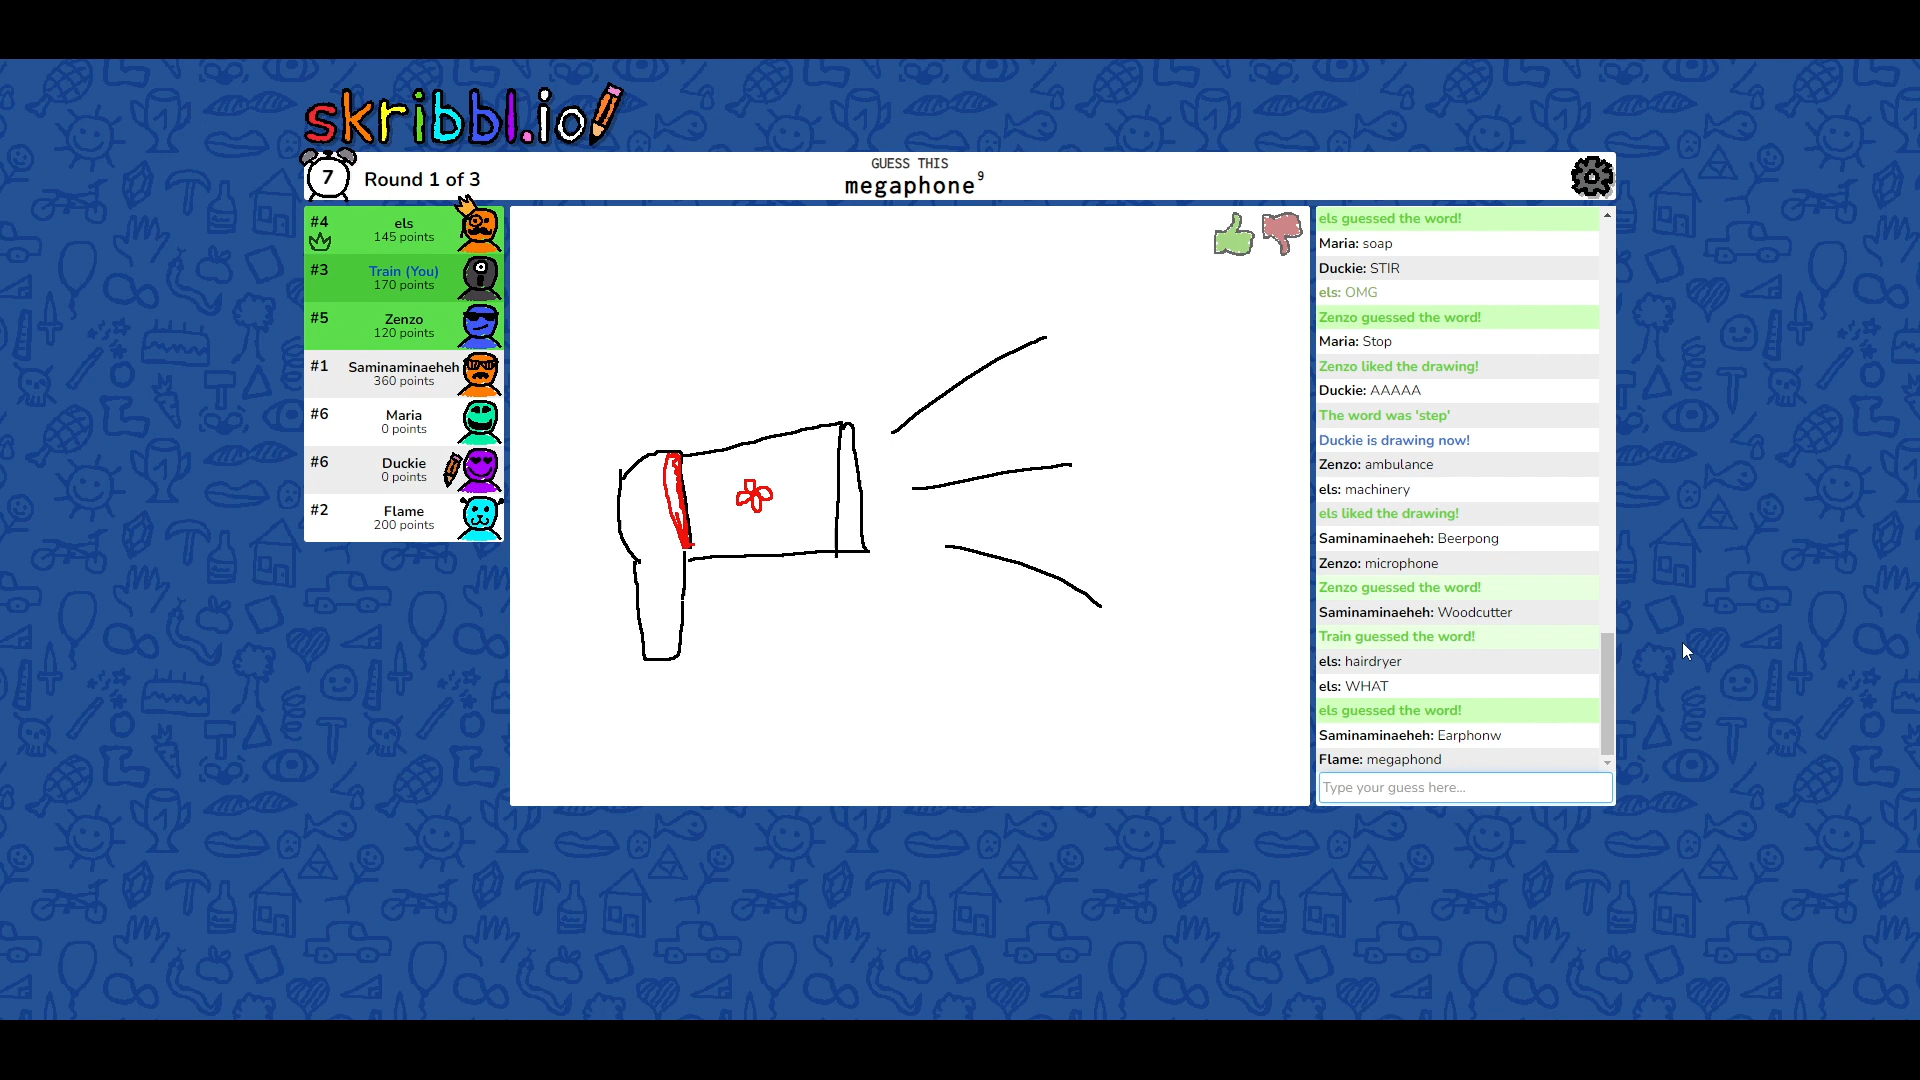 skribbl.io
7
Round 1 of 3
GUESS THIS
megaphone 9
#4 els
145 points
#3 Train (You)
170 points
#5 Zenzo
120 points
#1 Saminaminaeheh
360 points
#6 Maria
0 points
#6 Duckie
0 points
#2 Flame
200 points
els guessed the word!
Maria: soap
Duckie: STIR
els: OMG
Zenzo guessed the word!
Maria: Stop
Zenzo liked the drawing!
Duckie: AAAAA
The word was 'step'
Duckie is drawing now!
Zenzo: ambulance
els: machinery
els liked the drawing!
Saminaminaeheh: Beerpong
Zenzo: microphone
Zenzo guessed the word!
Saminaminaeheh: Woodcutter
Train guessed the word!
els: hairdryer
els: WHAT
els guessed the word!
Saminaminaeheh: Earphonw
Flame: megaphond
Type your guess here...